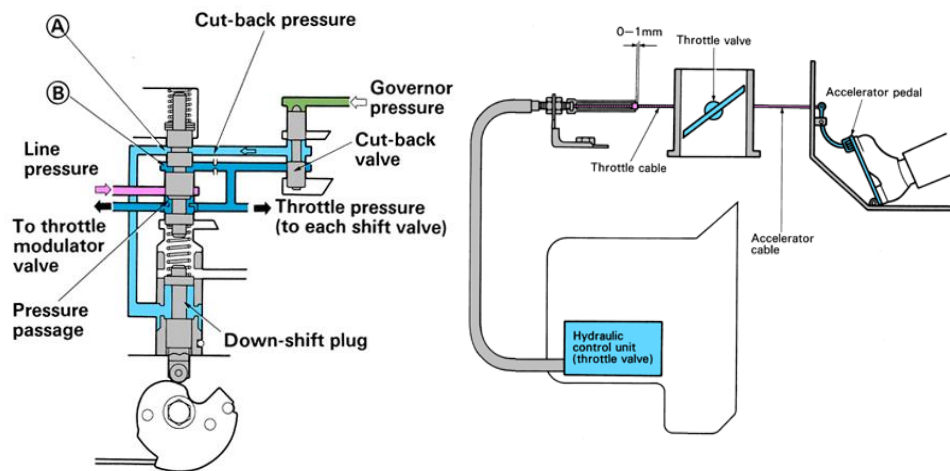 A
Cut-back pressure
B
Governor
pressure
Line
pressure
Cut-back
valve
To throttle
modulator
valve
Throttle pressure
(to each shift valve)
Pressure
passage
Down-shift plug
0–1mm
Throttle valve
Accelerator pedal
Throttle cable
Accelerator
cable
Hydraulic
control unit
(throttle valve)